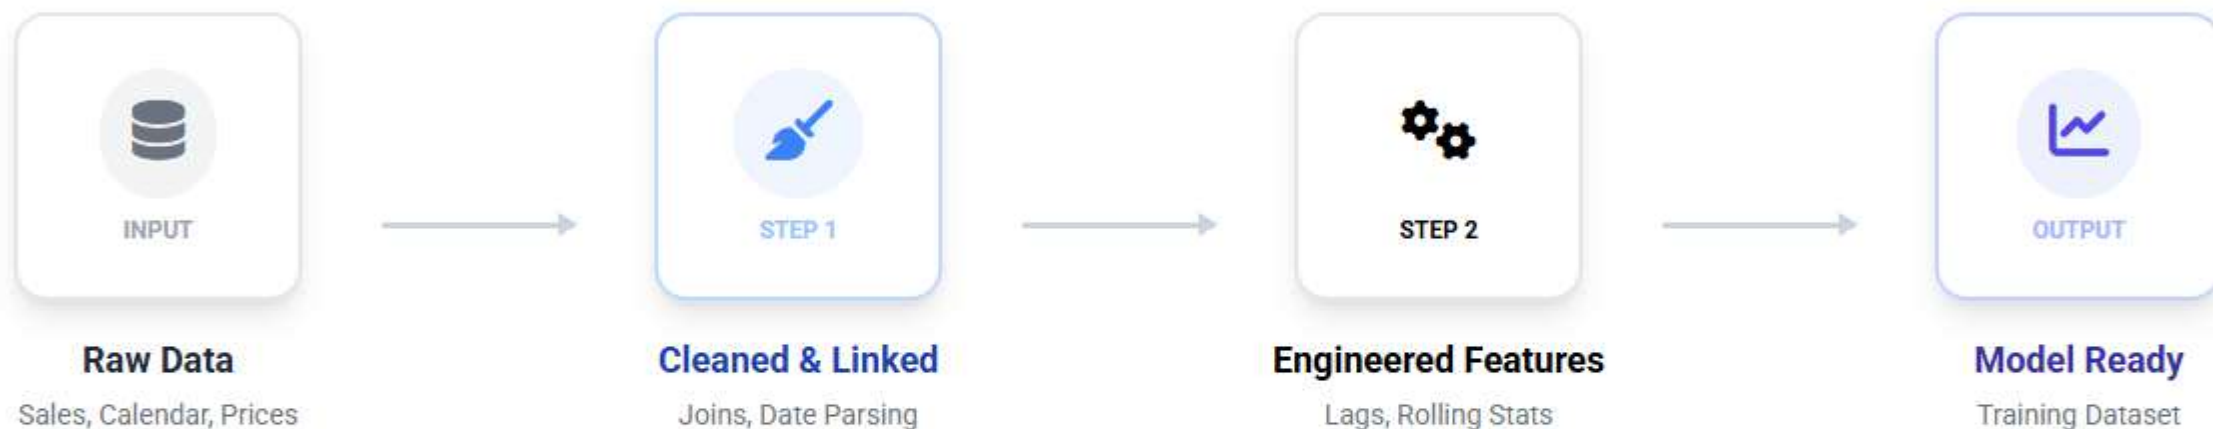 INPUT
STEP 1
STEP 2
OUTPUT
Raw Data
Cleaned & Linked
Engineered Features
Model Ready
Sales, Calendar, Prices
Joins, Date Parsing
Lags, Rolling Stats
Training Dataset